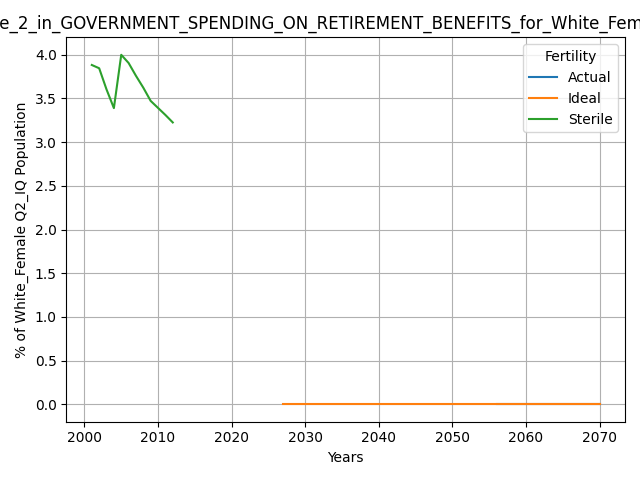 e_2_in_GOVERNMENT_SPENDING_ON_RETIREMENT_BENEFITS_for_White_Fem
Fertility
Actual
Ideal
Sterile
% of White_Female Q2_IQ Population
4.0
3.5
3.0
2.5
2.0
1.5
1.0
0.5
0.0
2000 2010 2020 2030 2040 2050 2060 2070
Years